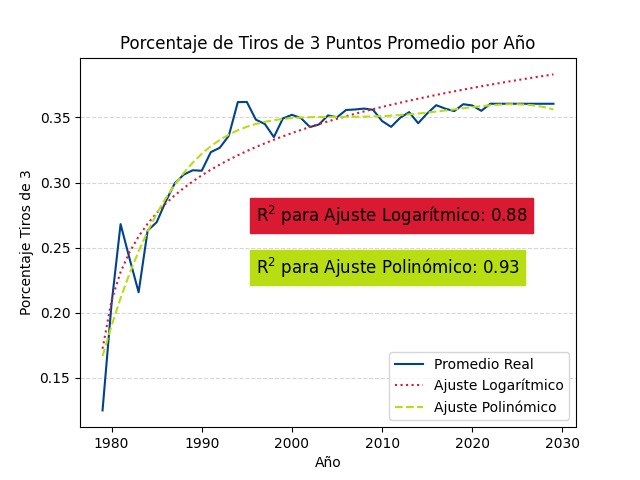 Porcentaje de Tiros de 3 Puntos Promedio por Año
Porcentaje Tiros de 3
0.35
0.30
0.25
0.20
0.15
R² para Ajuste Logarítmico: 0.88
R² para Ajuste Polinómico: 0.93
Promedio Real
Ajuste Logarítmico
Ajuste Polinómico
1980 1990 2000 2010 2020 2030
Año